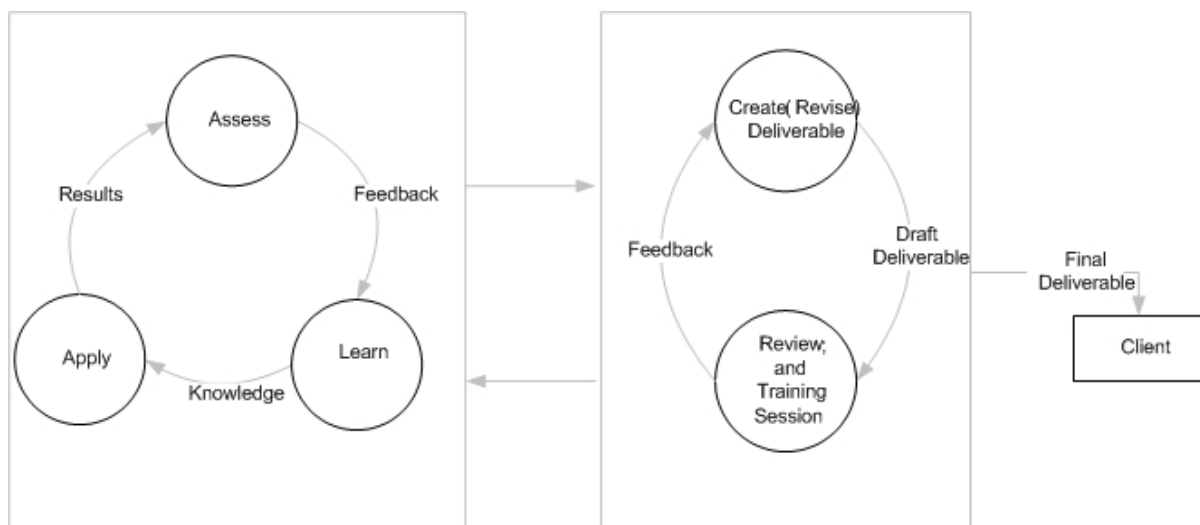 Assess
Results
Feedback
Apply
Learn
Knowledge
Create( Revise)
Deliverable
Feedback
Draft
Deliverable
Review;
and
Training
Session
Final
Deliverable
Client